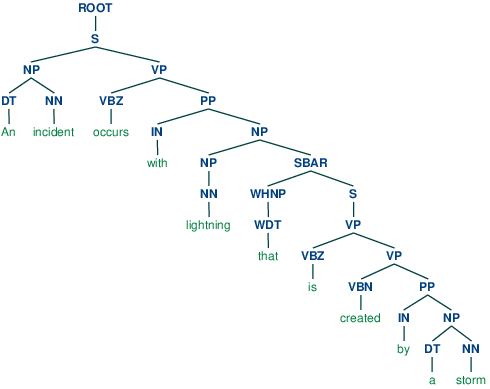 ROOT
S
NP VP
DT NN VBZ PP
An incident occurs IN NP
with NP SBAR
NN WHNP S
lightning WDT VP
that VBZ VP
is VBN PP
created IN NP
by DT NN
a storm